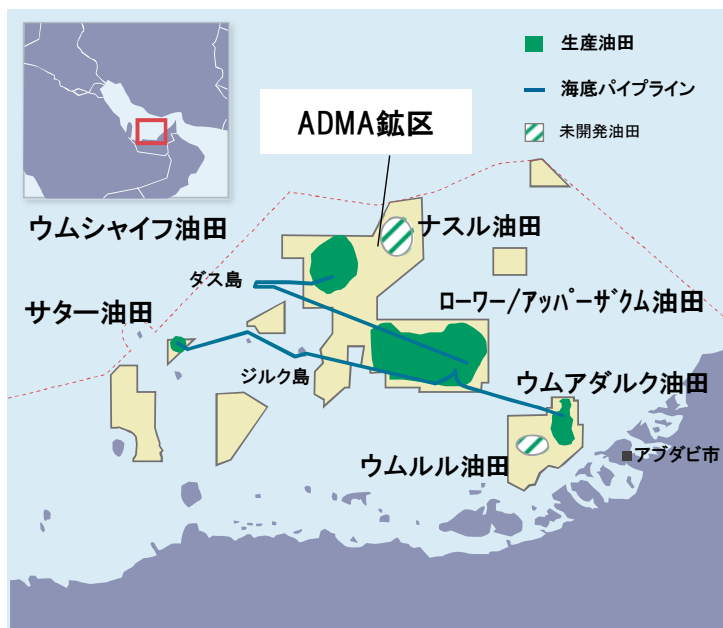 生産油田
海底パイプライン
未開発油田
ADMA鉱区
ウムシャイフ油田
ナスル油田
ダス島
ローワー/アッパーザクム油田
サター油田
ジルク島
ウムアダルク油田
ウムルル油田
アブダビ市